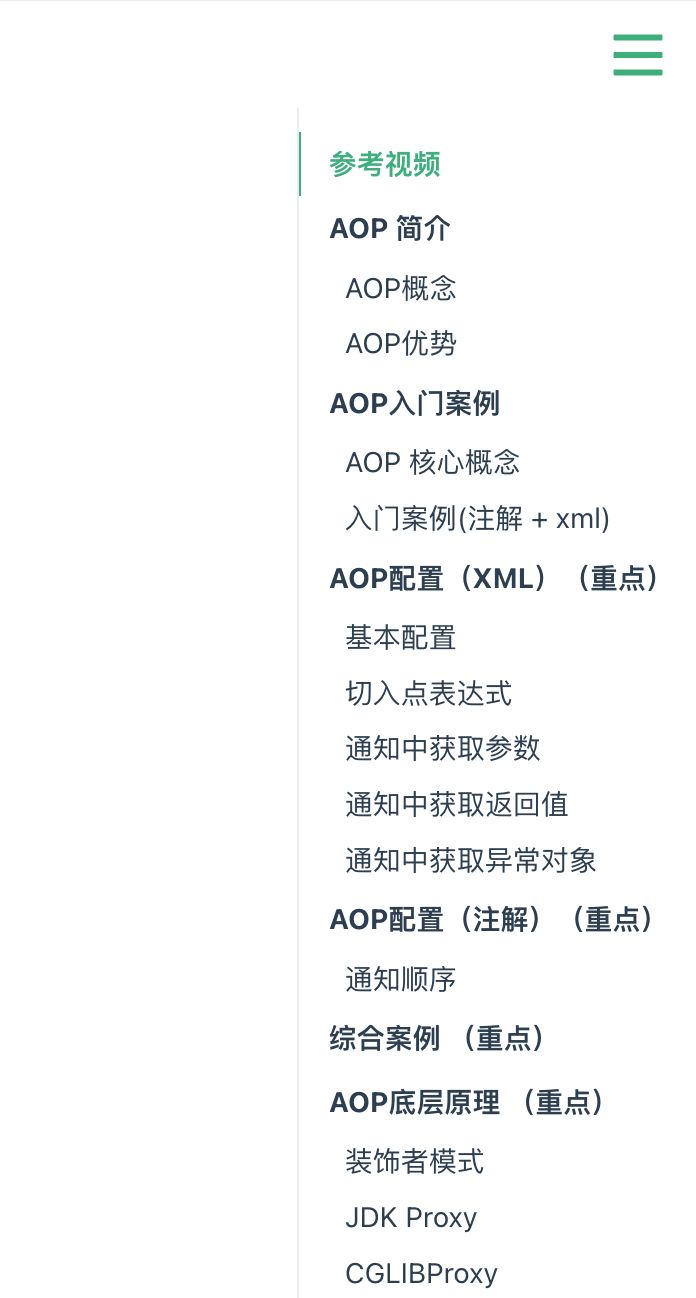 参考视频
AOP 简介
AOP概念
AOP优势
AOP入门案例
AOP 核心概念
入门案例(注解 + xml)
AOP配置（XML）（重点）
基本配置
切入点表达式
通知中获取参数
通知中获取返回值
通知中获取异常对象
AOP配置（注解）（重点）
通知顺序
综合案例 （重点）
AOP底层原理 （重点）
装饰者模式
JDK Proxy
CGLIBProxy